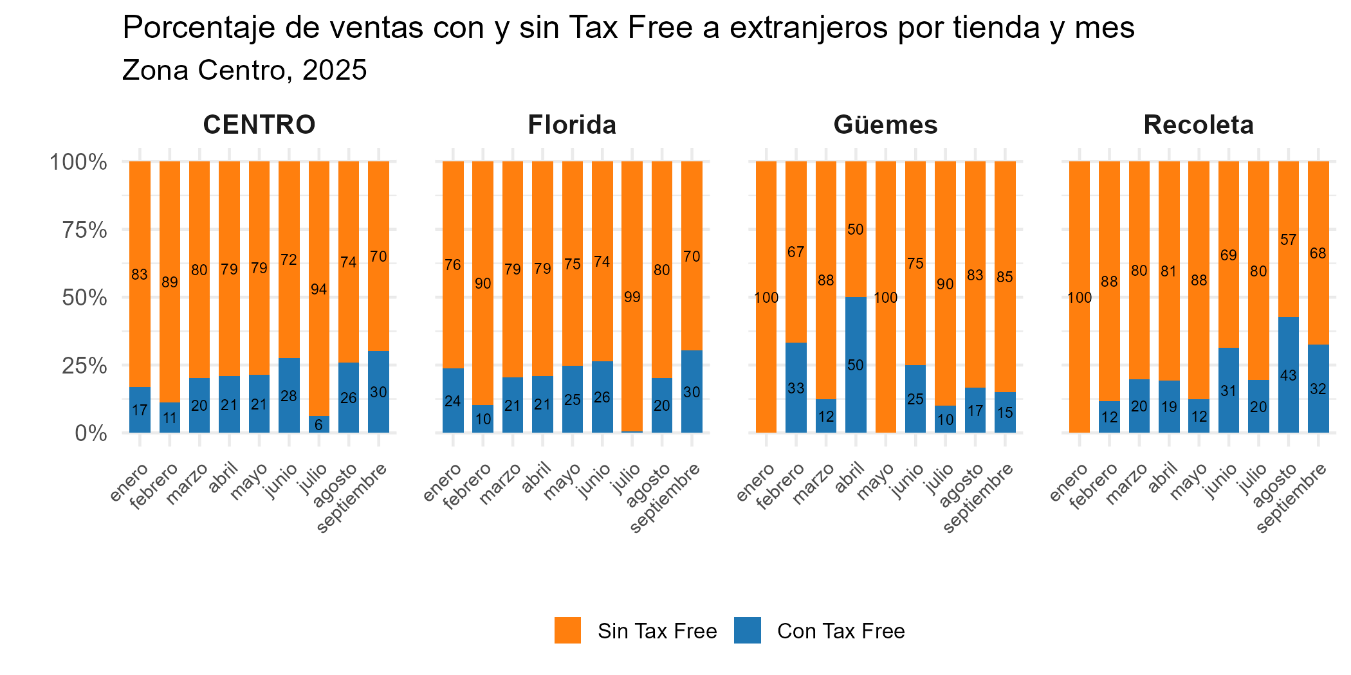 Porcentaje de ventas con y sin Tax Free a extranjeros por tienda y mes
Zona Centro, 2025
CENTRO Florida Güemes Recoleta
100%
75%
50%
25%
0%
83 89 80 79 79 72 94 74 70
17 11 20 21 21 28 6 26 30
76 90 79 79 75 74 99 80 70
24 10 21 21 25 26 20 30
100 67 88 50 100 75 90 83 85
33 12 50 25 10 17 15
100 88 80 81 88 69 80 57 68
12 20 19 12 31 20 43 32
enero febrero marzo abril mayo junio julio agosto septiembre
enero febrero marzo abril mayo junio julio agosto septiembre
enero febrero marzo abril mayo junio julio agosto septiembre
enero febrero marzo abril mayo junio julio agosto septiembre
Sin Tax Free Con Tax Free